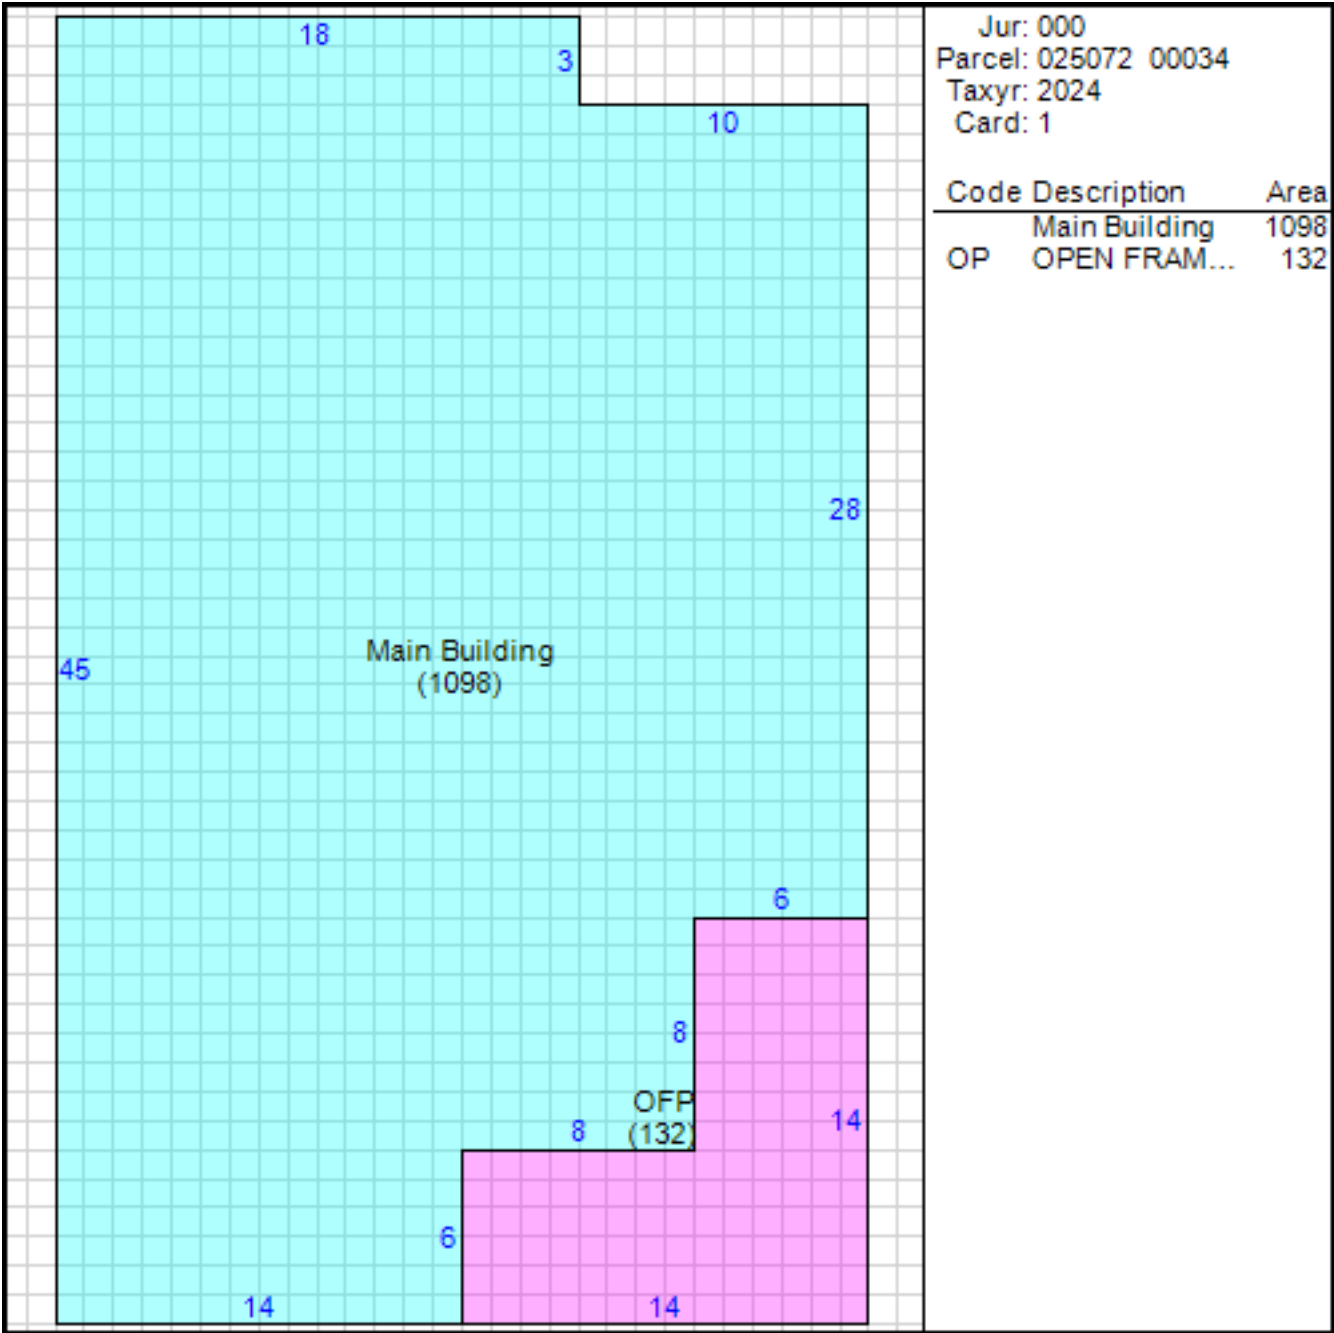 18
3
10
28
45
Main Building
(1098)
6
8
OFP
(132)
8
14
6
14
14
Jur: 000
Parcel: 025072 00034
Taxyr: 2024
Card: 1
Code Description Area
Main Building 1098
OP OPEN FRAM... 132